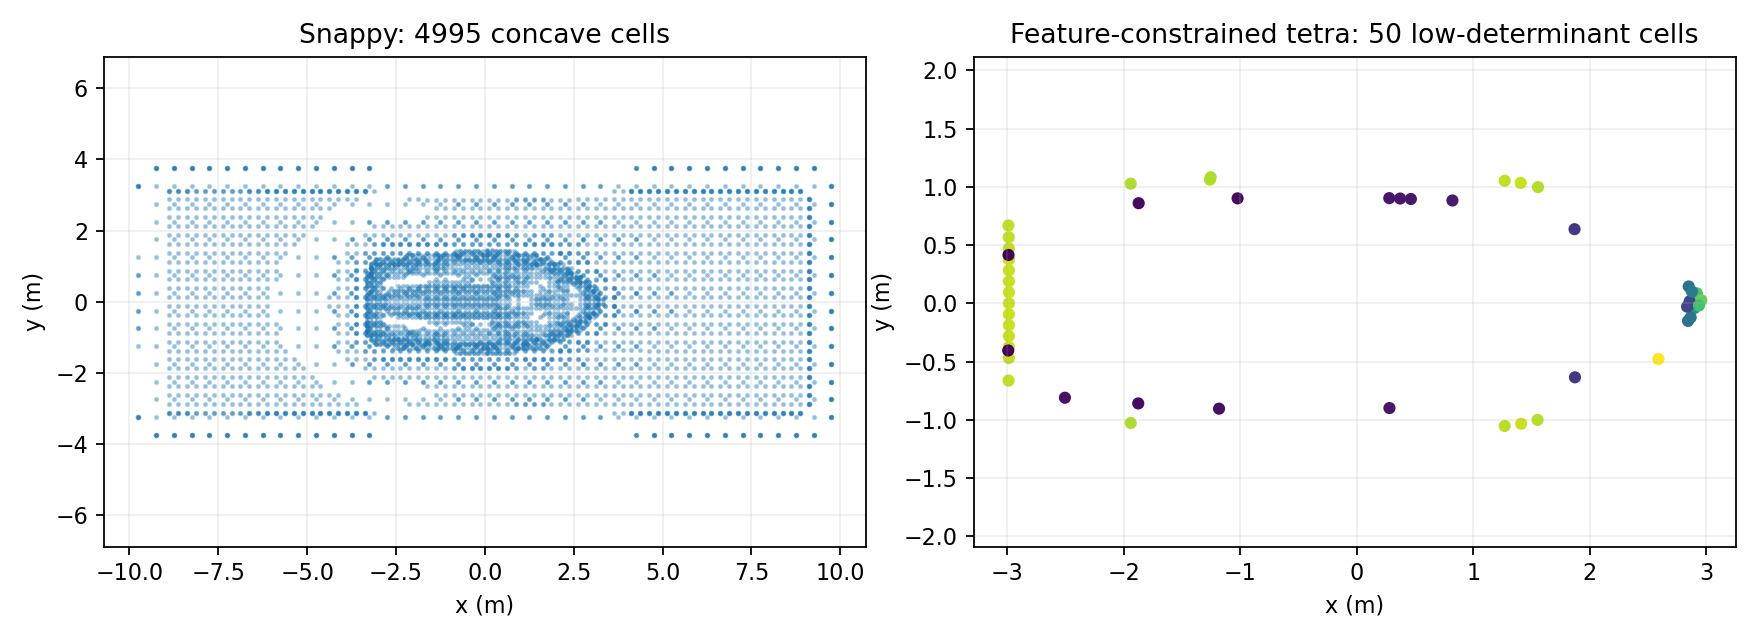 Snappy: 4995 concave cells
6
4
2
0
−2
−4
−6
y (m)
−10.0 −7.5 −5.0 −2.5 0.0 2.5 5.0 7.5 10.0
x (m)
Feature-constrained tetra: 50 low-determinant cells
2.0
1.5
1.0
0.5
0.0
−0.5
−1.0
−1.5
−2.0
y (m)
−3 −2 −1 0 1 2 3
x (m)